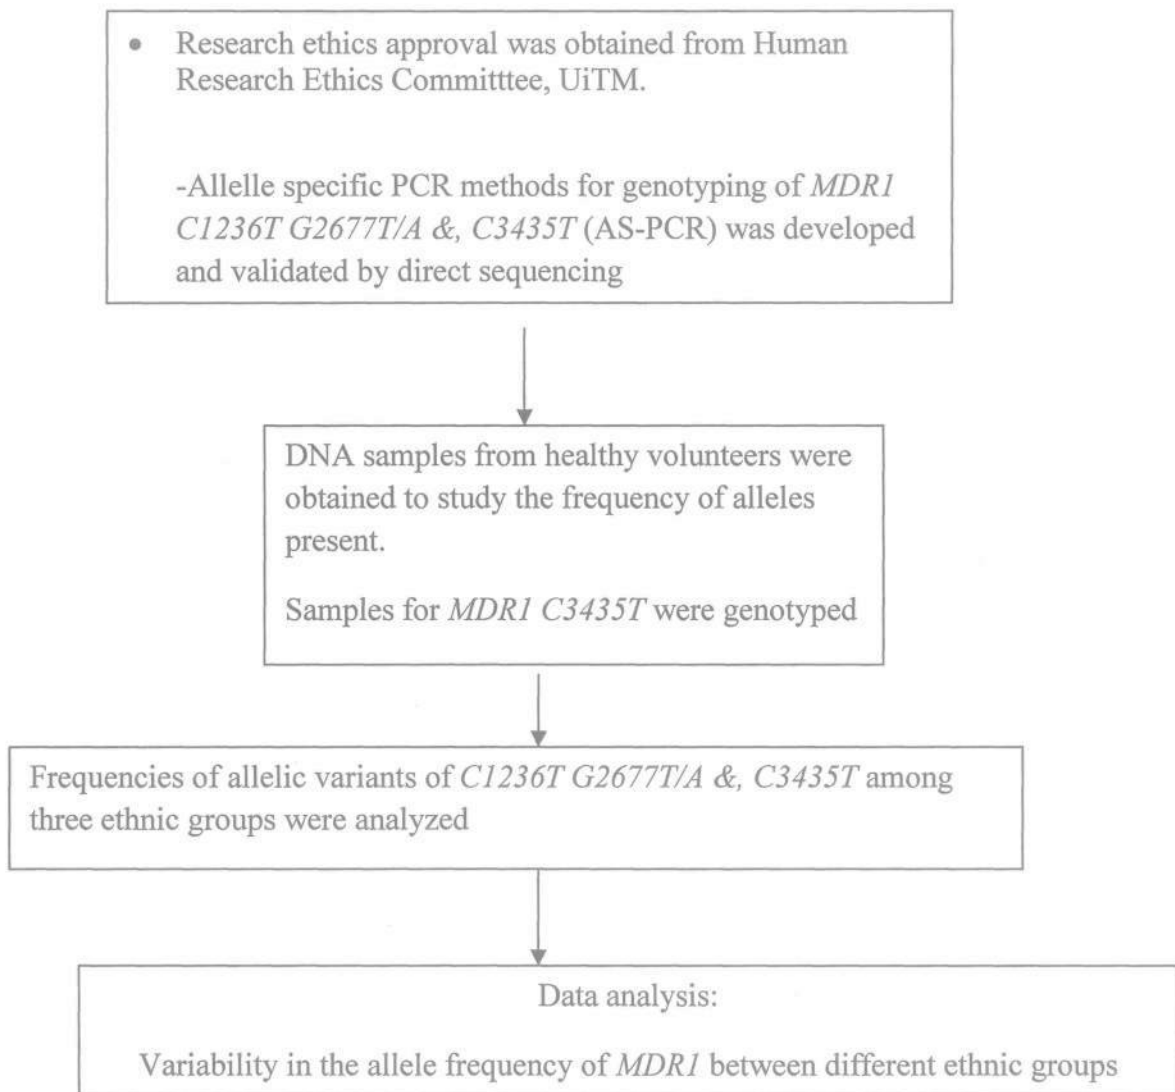 • Research ethics approval was obtained from Human
Research Ethics Committtee, UiTM.
-Allelle specific PCR methods for genotyping of MDR1
C1236T G2677T/A &, C3435T (AS-PCR) was developed
and validated by direct sequencing
DNA samples from healthy volunteers were
obtained to study the frequency of alleles
present.
Samples for MDR1 C3435T were genotyped
Frequencies of allelic variants of C1236T G2677T/A &, C3435T among
three ethnic groups were analyzed
Data analysis:
Variability in the allele frequency of MDR1 between different ethnic groups